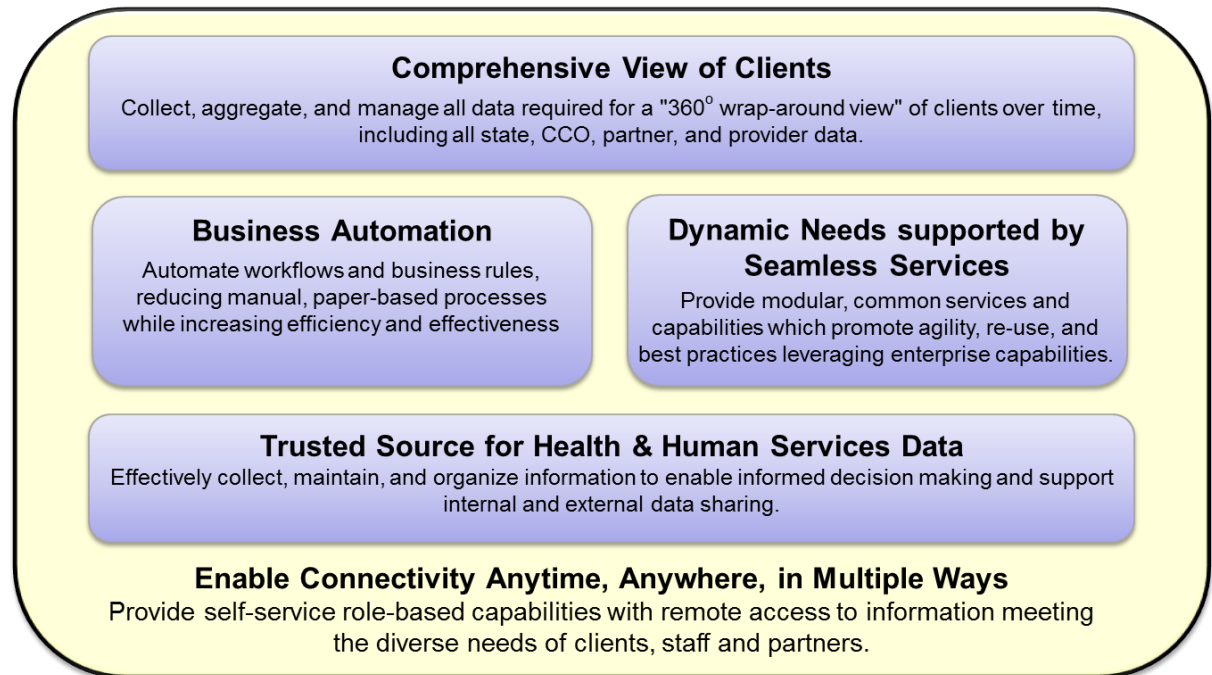 Comprehensive View of Clients
Collect, aggregate, and manage all data required for a "360o wrap-around view" of clients over time,
including all state, CCO, partner, and provider data.
Business Automation
Automate workflows and business rules,
reducing manual, paper-based processes
while increasing efficiency and effectiveness
Dynamic Needs supported by
Seamless Services
Provide modular, common services and
capabilities which promote agility, re-use, and
best practices leveraging enterprise capabilities.
Trusted Source for Health & Human Services Data
Effectively collect, maintain, and organize information to enable informed decision making and support
internal and external data sharing.
Enable Connectivity Anytime, Anywhere, in Multiple Ways
Provide self-service role-based capabilities with remote access to information meeting
the diverse needs of clients, staff and partners.